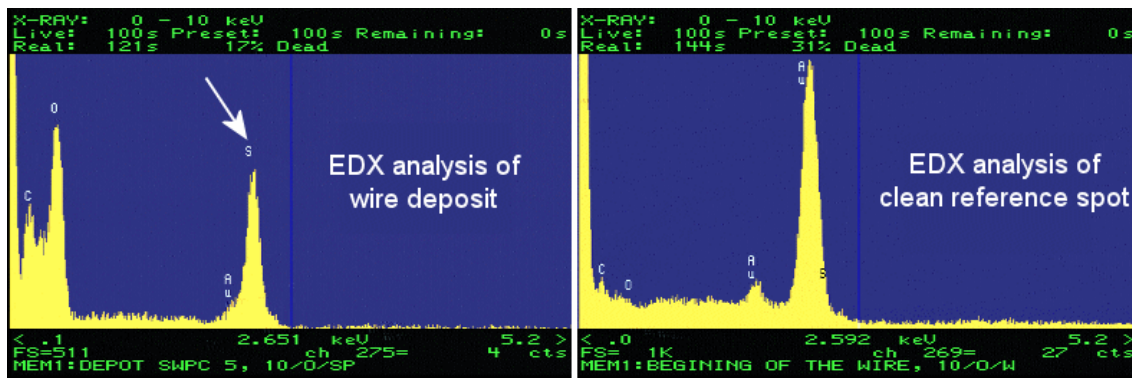 X-RAY: 0 - 10 keV
Live: 100s Preset: 100s Remaining: 0s
Real: 121s 17% Dead
O
C
S
Au
EDX analysis of
wire deposit
< .1 2.651 keV 5.2 >
FS=511 ch 275= 4 cts
MEM1:DEPOT SWPC 5, 10/O/SP
X-RAY: 0 - 10 keV
Live: 100s Preset: 100s Remaining: 0s
Real: 144s 31% Dead
Au
Au
S
C
O
EDX analysis of
clean reference spot
< .0 2.592 keV 5.2 >
FS= 1K ch 269= 27 cts
MEM1:BEGINING OF THE WIRE, 10/O/W